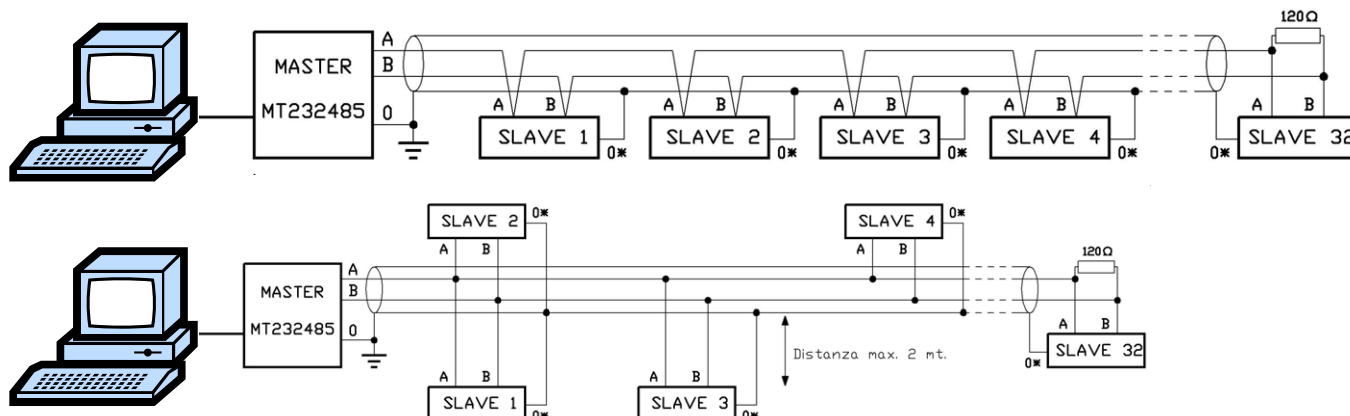 120Ω
A
B
MASTER
MT232485
0
A B
SLAVE 1
0*
A B
SLAVE 2
0*
A B
SLAVE 3
0*
A B
SLAVE 4
0*
A B
0* SLAVE 32
SLAVE 2 0*
A B
SLAVE 4 0*
A B
120Ω
A
B
MASTER
MT232485
0
A B
0* SLAVE 32
Distanza max. 2 mt.
A B
SLAVE 1
0*
A B
SLAVE 3
0*